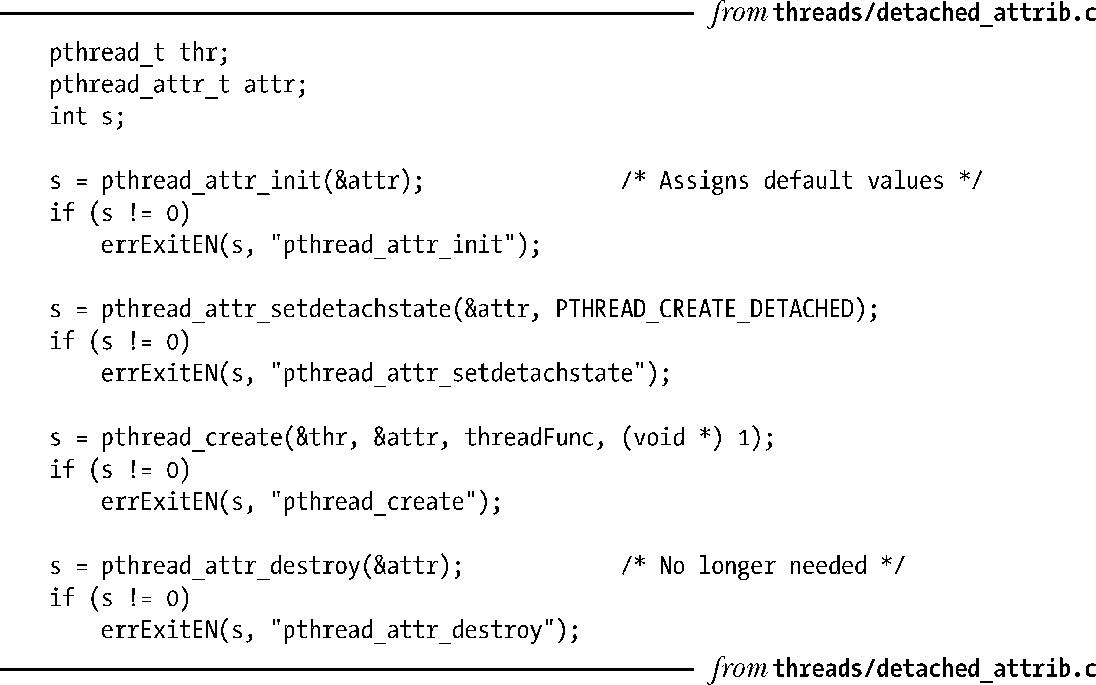 from threads/detached_attrib.c
pthread_t thr;
pthread_attr_t attr;
int s;
s = pthread_attr_init(&attr); /* Assigns default values */
if (s != 0)
errExitEN(s, "pthread_attr_init");
s = pthread_attr_setdetachstate(&attr, PTHREAD_CREATE_DETACHED);
if (s != 0)
errExitEN(s, "pthread_attr_setdetachstate");
s = pthread_create(&thr, &attr, threadFunc, (void *) 1);
if (s != 0)
errExitEN(s, "pthread_create");
s = pthread_attr_destroy(&attr); /* No longer needed */
if (s != 0)
errExitEN(s, "pthread_attr_destroy");
from threads/detached_attrib.c